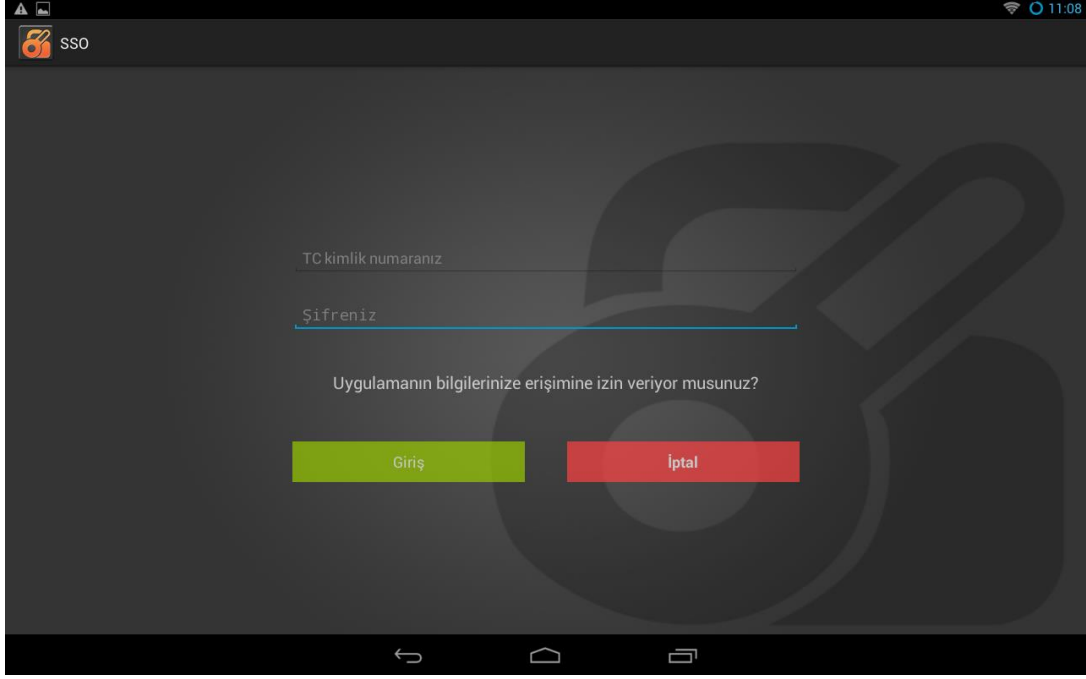 11:08
SSO
TC kimlik numaranız
Şifreniz
Uygulamanın bilgilerinize erişimine izin veriyor musunuz?
Giriş
İptal